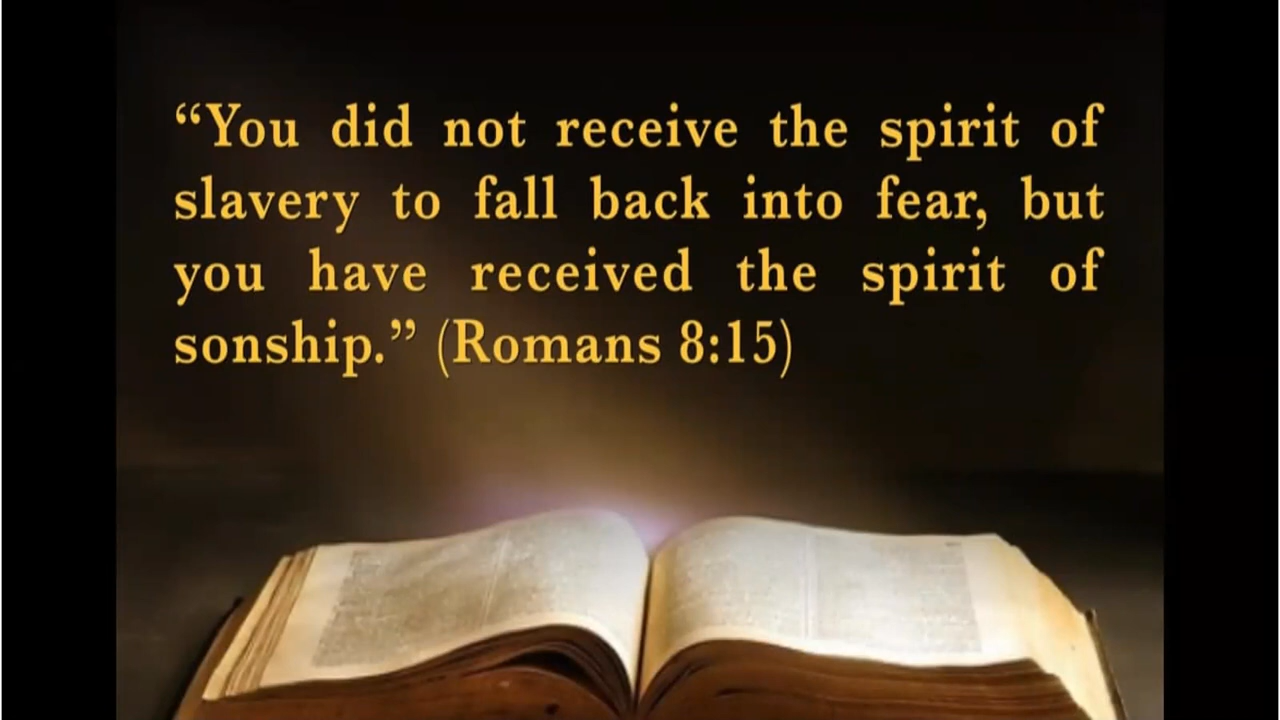 “You did not receive the spirit of
slavery to fall back into fear, but
you have received the spirit of
sonship.” (Romans 8:15)